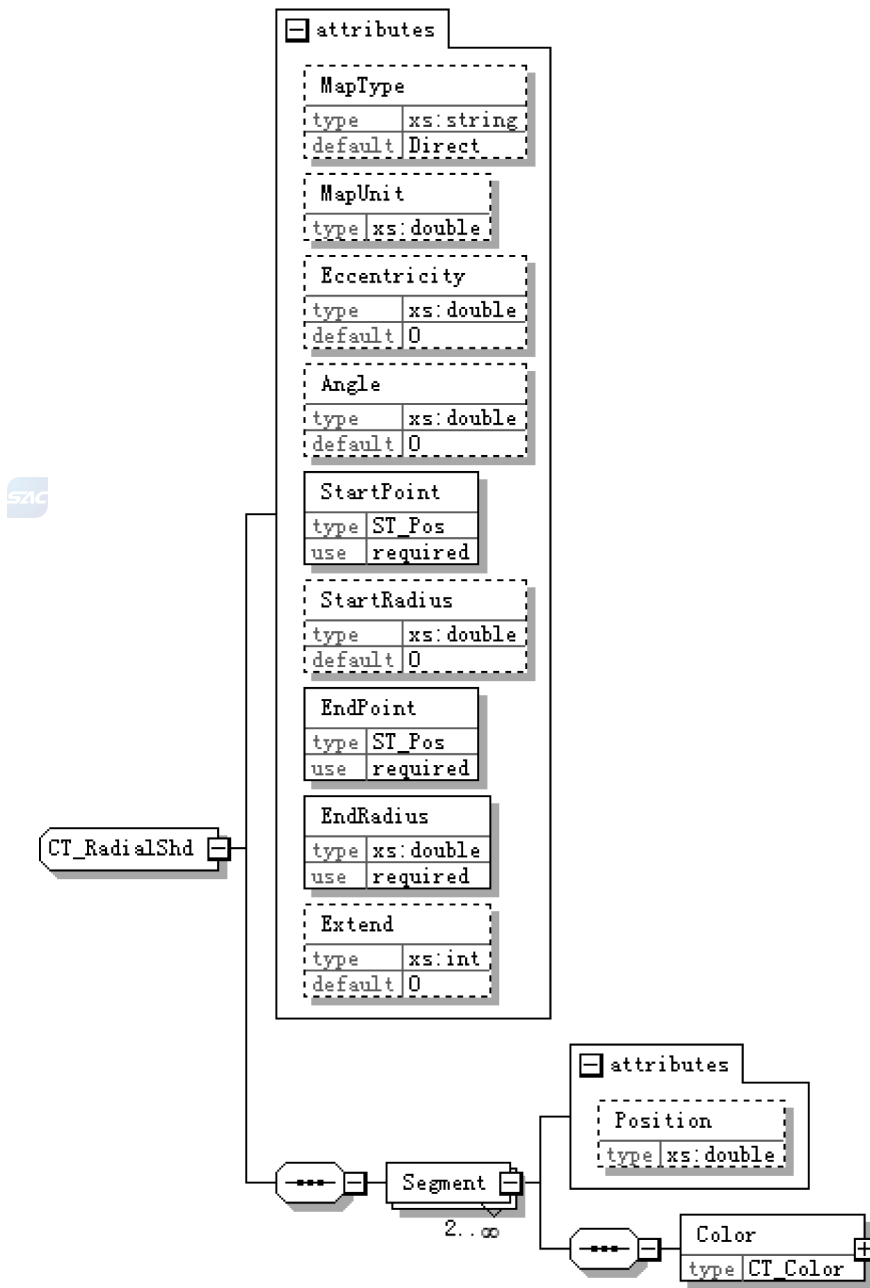 attributes
MapType
type xs:string
default Direct
MapUnit
type xs:double
Eccentricity
type xs:double
default 0
Angle
type xs:double
default 0
StartPoint
type ST_Pos
use required
SAC
StartRadius
type xs:double
default 0
EndPoint
type ST_Pos
use required
EndRadius
type xs:double
use required
CT_RadialShd
Extend
type xs:int
default 0
attributes
Position
type xs:double
Segment
2..∞
Color
type CT_Color